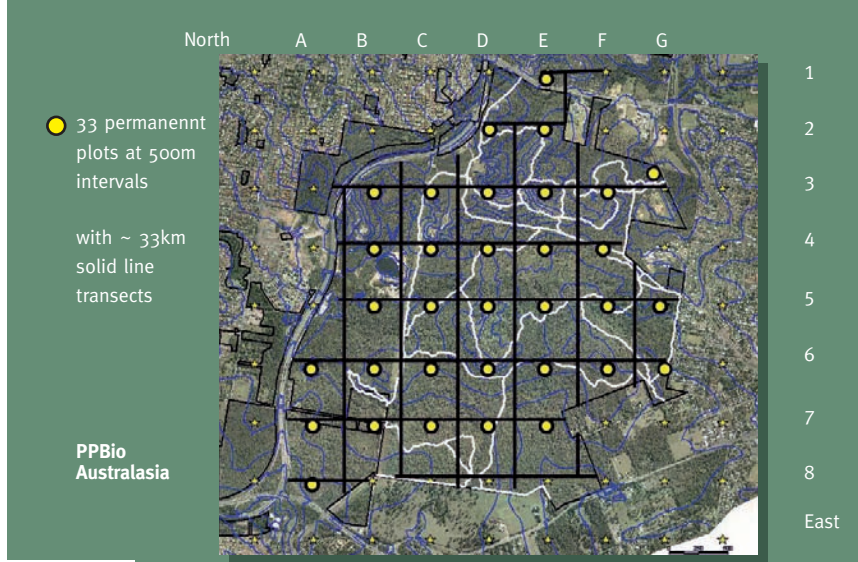 North A B C D E F G
1
2
3
4
5
6
7
8
East
33 permanennt
plots at 500m
intervals
with ~ 33km
solid line
transects
PPBio
Australasia